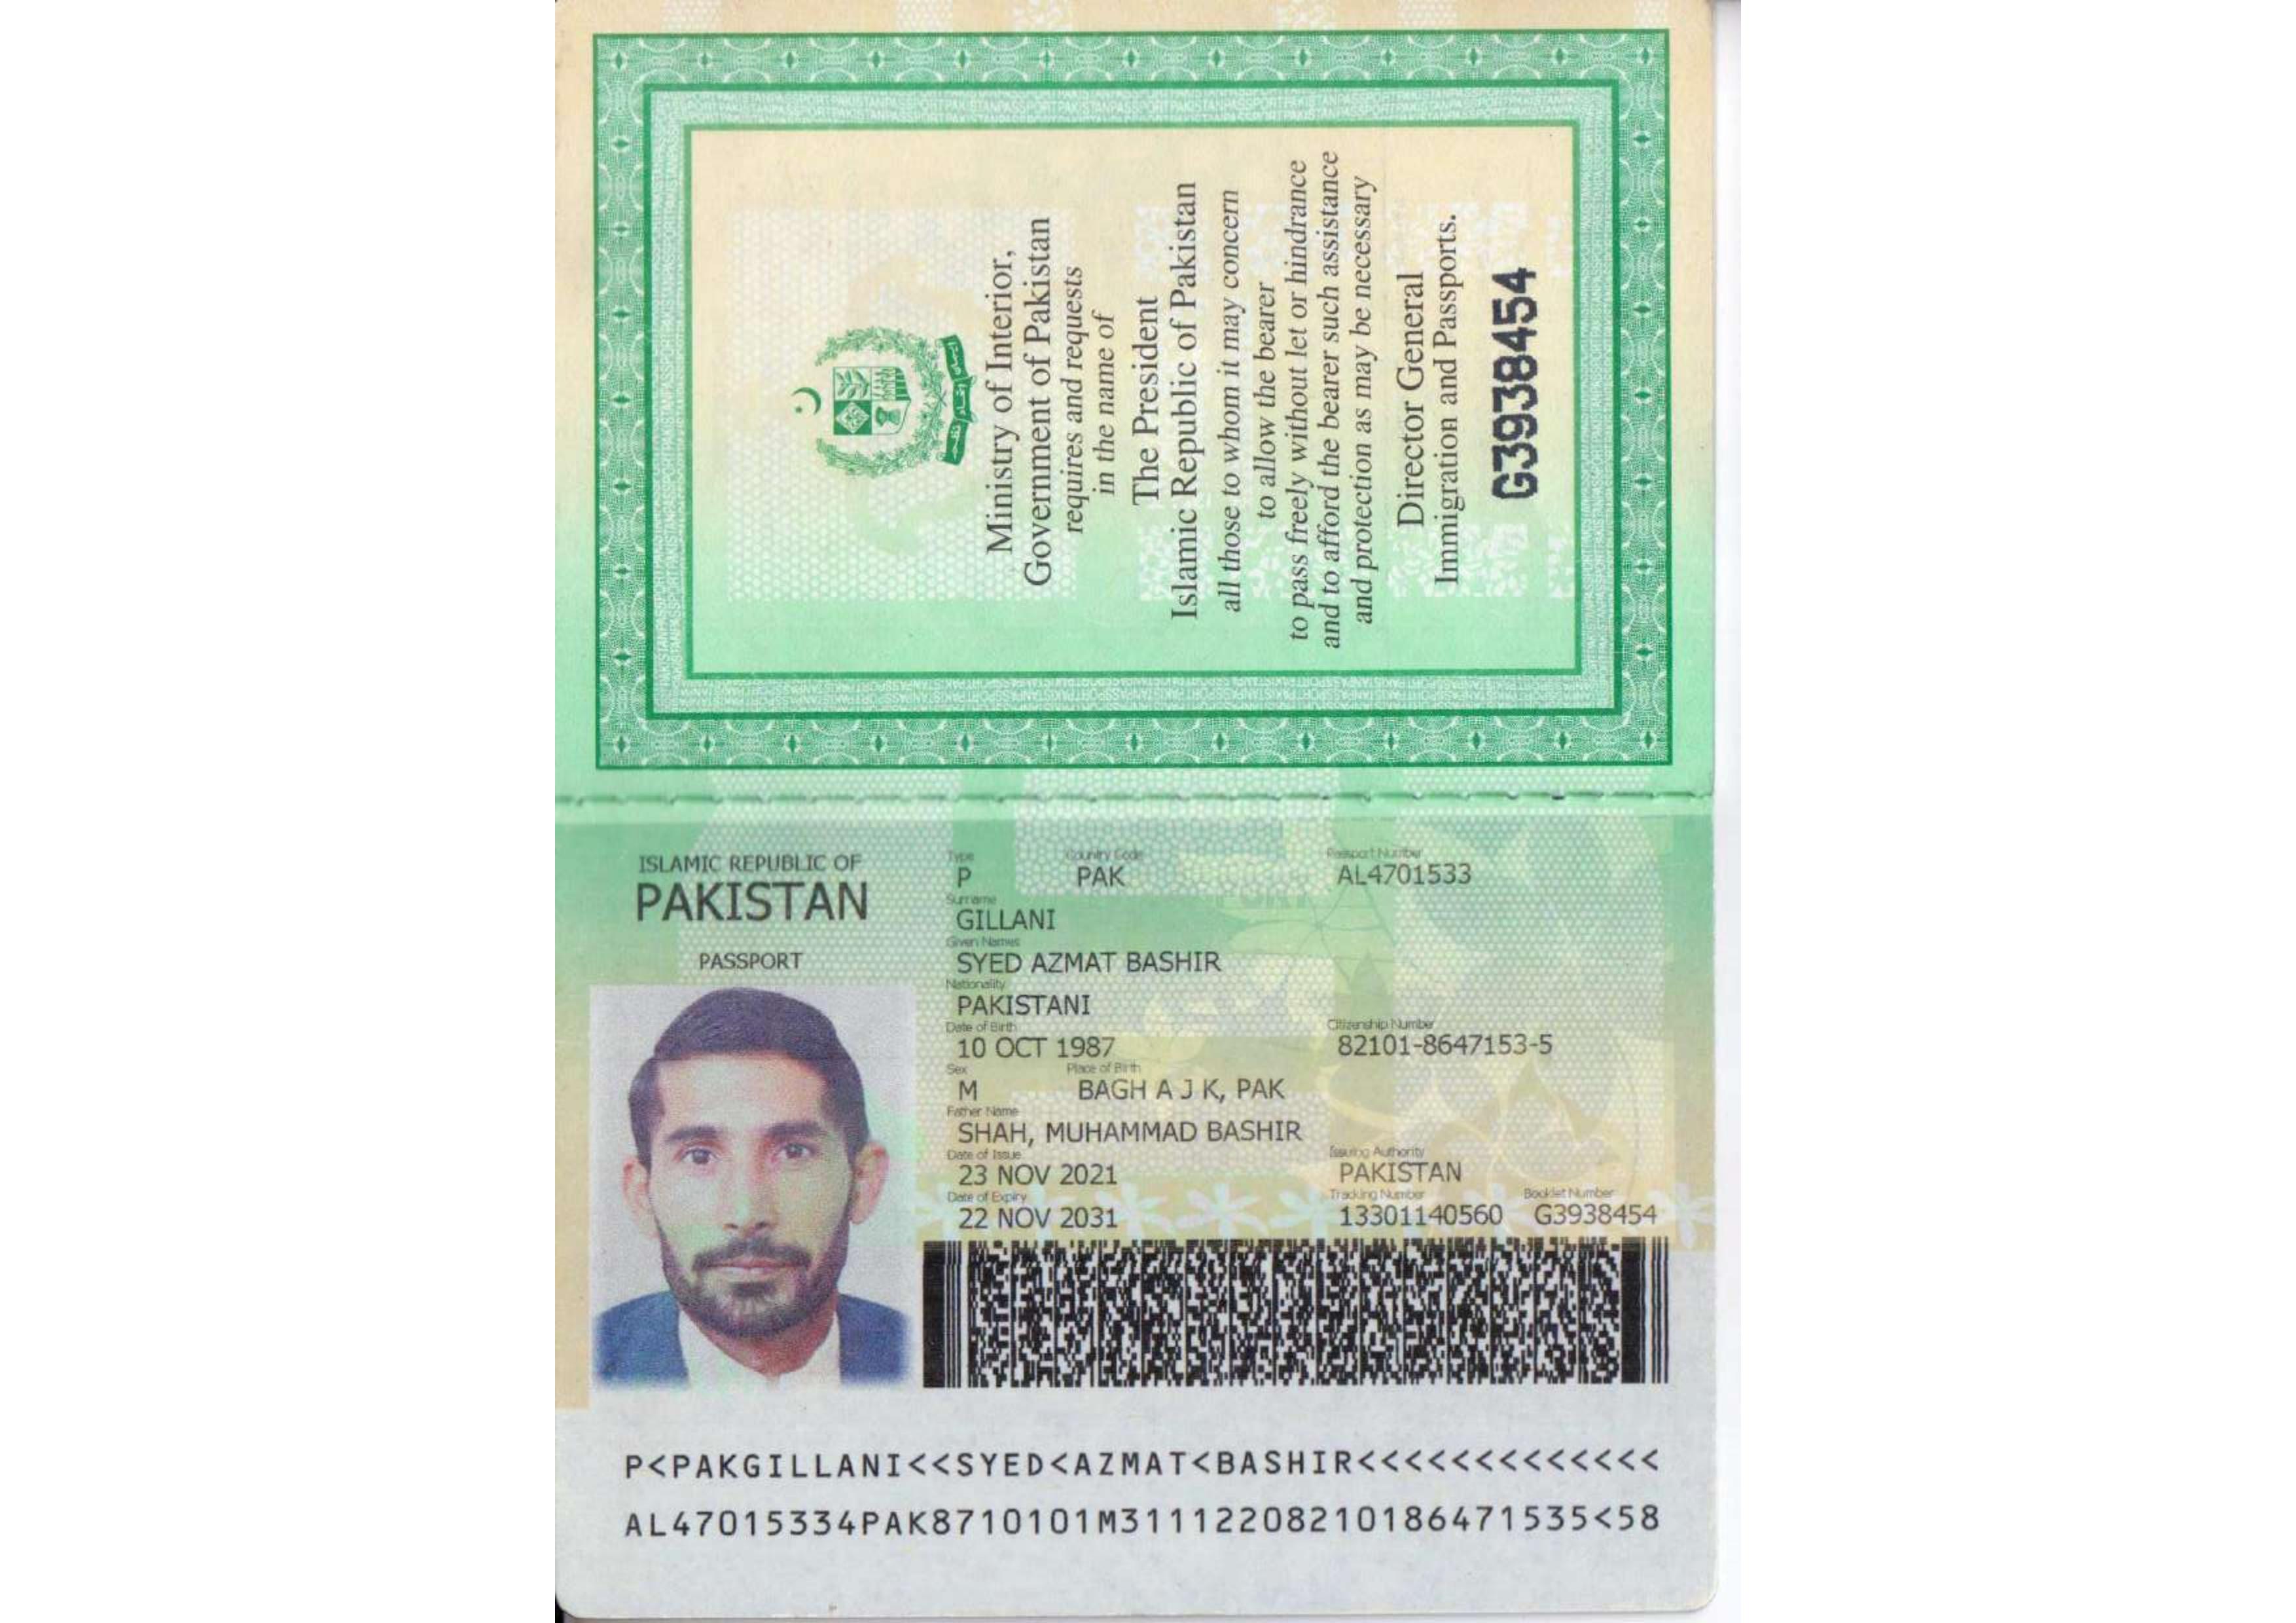 Ministry of Interior,
Government of Pakistan
requires and requests
in the name of
The President
Islamic Republic of Pakistan
all those to whom it may concern
to allow the bearer
to pass freely without let or hindrance
and to afford the bearer such assistance
and protection as may be necessary
Director General
Immigration and Passports.
G3938454
ISLAMIC REPUBLIC OF
PAKISTAN
PASSPORT
Type Country Code Passport Number
P PAK AL4701533
Surname
GILLANI
Given Names
SYED AZMAT BASHIR
Nationality
PAKISTANI
Date of Birth Citizenship Number
10 OCT 1987 82101-8647153-5
Sex Place of Birth
M BAGH A J K, PAK
Father Name
SHAH, MUHAMMAD BASHIR
Date of Issue Issuing Authority
23 NOV 2021 PAKISTAN
Date of Expiry Tracking Number Booklet Number
22 NOV 2031 13301140560 G3938454
P<PAKGILLANI<<SYED<AZMAT<BASHIR<<<<<<<<<<<<<
AL47015334PAK8710101M31112208210186471535<58